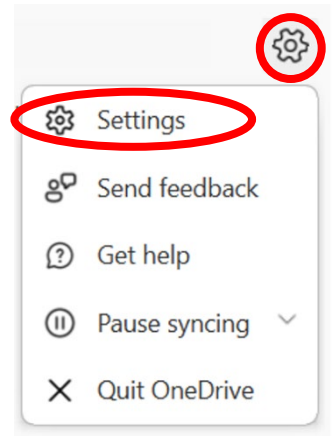 Settings
Send feedback
Get help
Pause syncing
Quit OneDrive